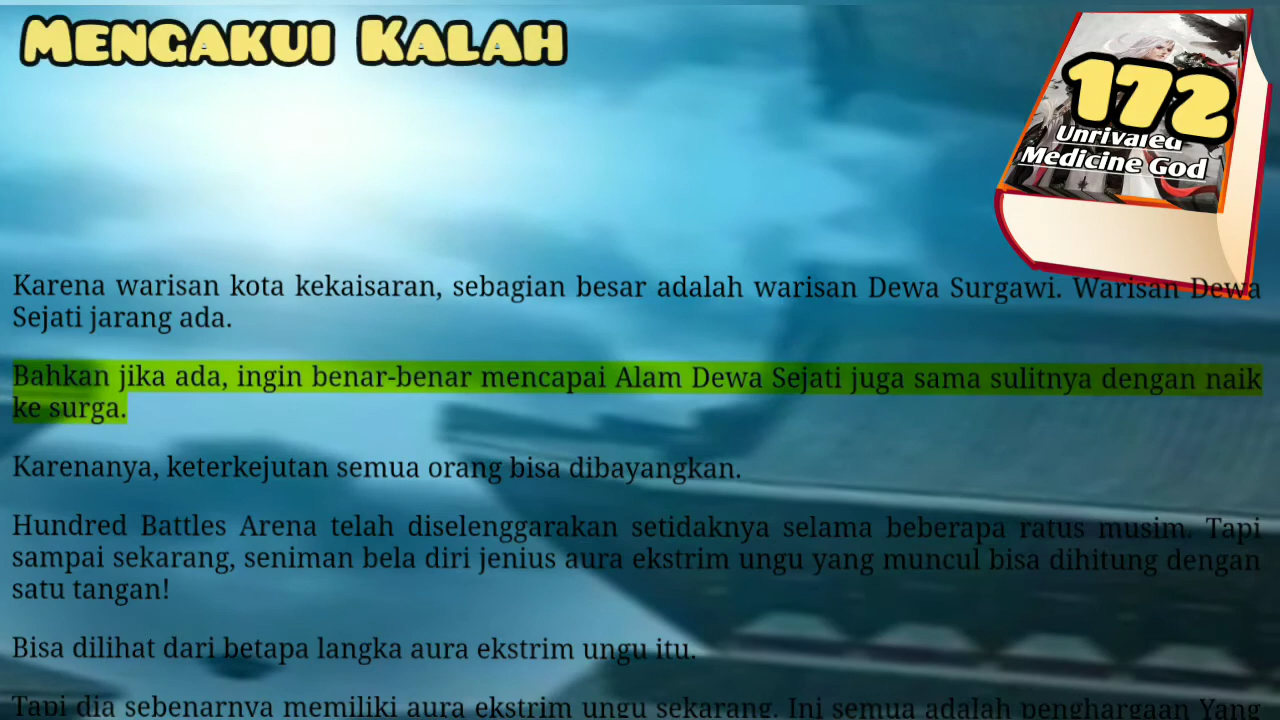 Mengakui Kalah
172
Unrivaled
Medicine God
Karena warisan kota kekaisaran, sebagian besar adalah warisan Dewa Surgawi. Warisan Dewa
Sejati jarang ada.
Bahkan jika ada, ingin benar-benar mencapai Alam Dewa Sejati juga sama sulitnya dengan naik
ke surga.
Karenanya, keterkejutan semua orang bisa dibayangkan.
Hundred Battles Arena telah diselenggarakan setidaknya selama beberapa ratus musim. Tapi
sampai sekarang, seniman bela diri jenius aura ekstrim ungu yang muncul bisa dihitung dengan
satu tangan!
Bisa dilihat dari betapa langka aura ekstrim ungu itu.
Tapi dia sebenarnya memiliki aura ekstrim ungu sekarang. Ini semua adalah penghargaan Yang